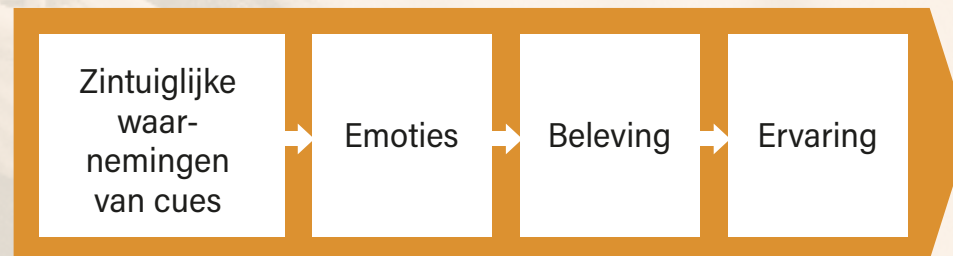 Zintuiglijke
waar-
nemingen
van cues
Emoties
Beleving
Ervaring